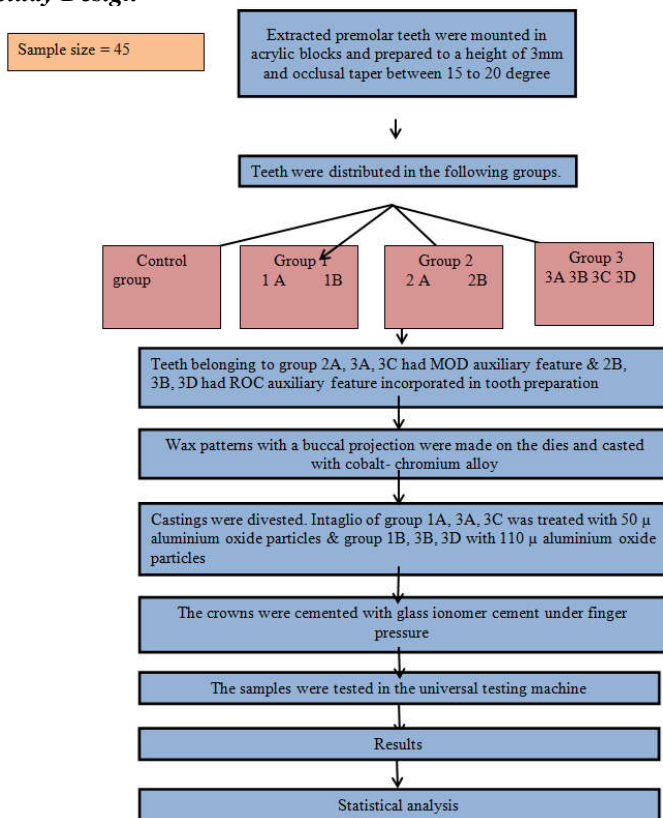 Study Design
Sample size = 45
Extracted premolar teeth were mounted in
acrylic blocks and prepared to a height of 3mm
and occlusal taper between 15 to 20 degree
Teeth were distributed in the following groups.
Control
group
Group 1
1 A 1B
Group 2
2 A 2B
Group 3
3A 3B 3C 3D
Teeth belonging to group 2A, 3A, 3C had MOD auxiliary feature & 2B,
3B, 3D had ROC auxiliary feature incorporated in tooth preparation
Wax patterns with a buccal projection were made on the dies and casted
with cobalt- chromium alloy
Castings were divested. Intaglio of group 1A, 3A, 3C was treated with 50 µ
aluminium oxide particles & group 1B, 3B, 3D with 110 µ aluminium oxide
particles
The crowns were cemented with glass ionomer cement under finger
pressure
The samples were tested in the universal testing machine
Results
Statistical analysis